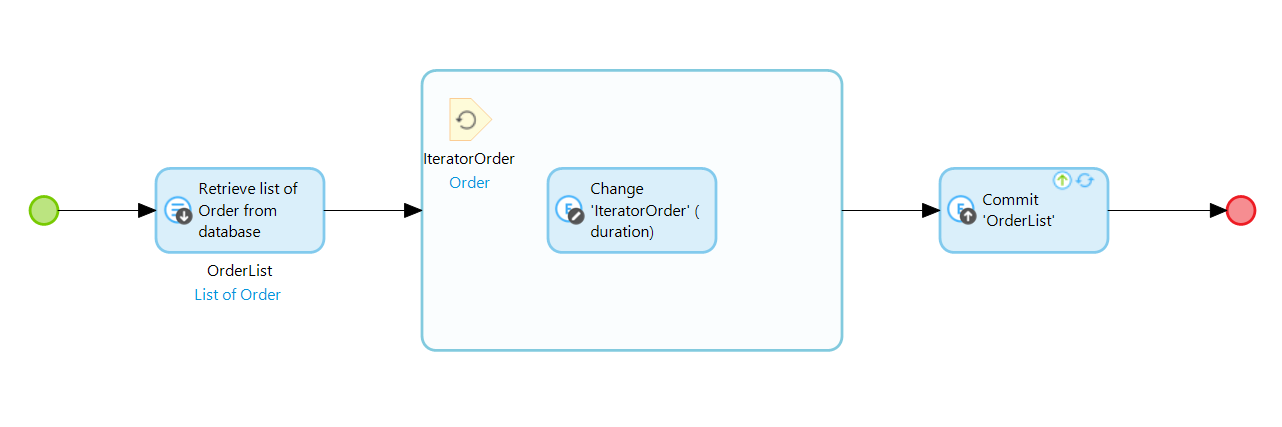 Retrieve list of
Order from
database
OrderList
List of Order
IteratorOrder
Order
Change
'IteratorOrder' (
duration)
Commit
'OrderList'